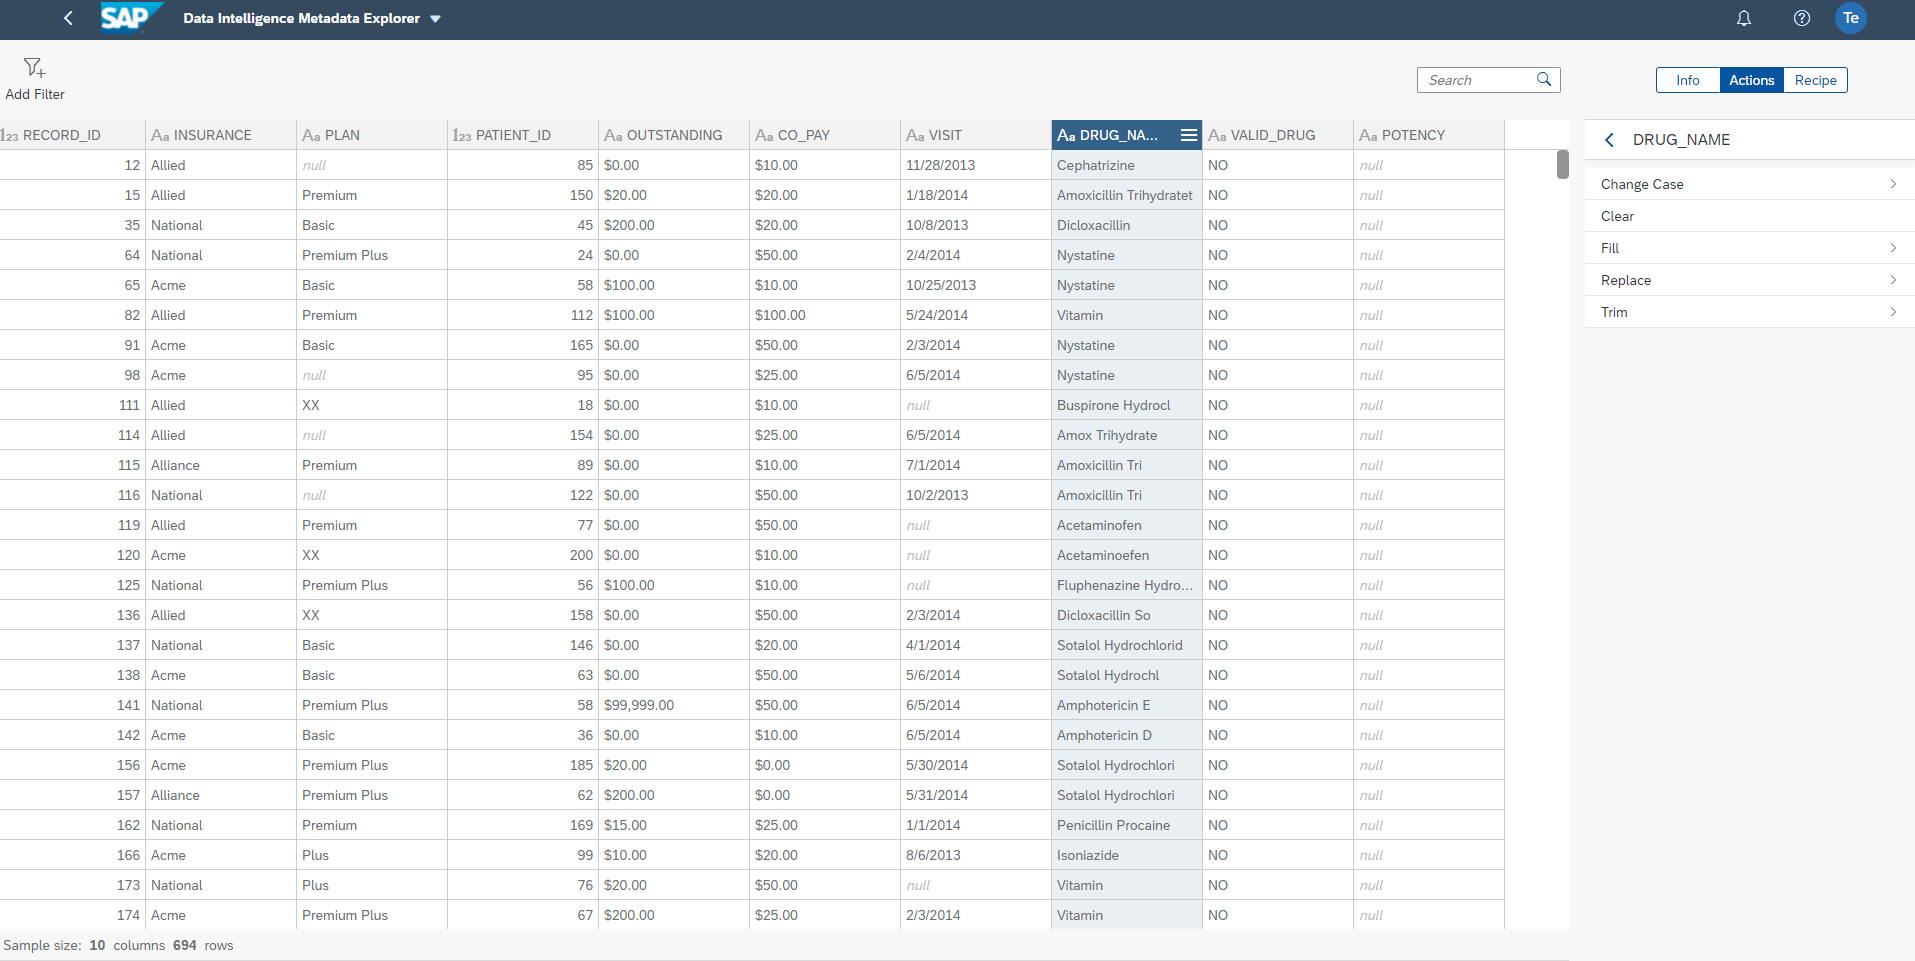 SAP Data Intelligence Metadata Explorer Te
Add Filter Search Info Actions Recipe
123 RECORD_ID Aa INSURANCE Aa PLAN 123 PATIENT_ID Aa OUTSTANDING Aa CO_PAY Aa VISIT Aa DRUG_NA... Aa VALID_DRUG Aa POTENCY
12 Allied null 85 $0.00 $10.00 11/28/2013 Cephatrizine NO null
15 Allied Premium 150 $20.00 $20.00 1/18/2014 Amoxicillin Trihydratet NO null
35 National Basic 45 $200.00 $20.00 10/8/2013 Dicloxacillin NO null
64 National Premium Plus 24 $0.00 $50.00 2/4/2014 Nystatine NO null
65 Acme Basic 58 $100.00 $10.00 10/25/2013 Nystatine NO null
82 Allied Premium 112 $100.00 $100.00 5/24/2014 Vitamin NO null
91 Acme Basic 165 $0.00 $50.00 2/3/2014 Nystatine NO null
98 Acme null 95 $0.00 $25.00 6/5/2014 Nystatine NO null
111 Allied XX 18 $0.00 $10.00 null Buspirone Hydrocl NO null
114 Allied null 154 $0.00 $25.00 6/5/2014 Amox Trihydrate NO null
115 Alliance Premium 89 $0.00 $10.00 7/1/2014 Amoxicillin Tri NO null
116 National null 122 $0.00 $50.00 10/2/2013 Amoxicillin Tri NO null
119 Allied Premium 77 $0.00 $50.00 null Acetaminofen NO null
120 Acme XX 200 $0.00 $10.00 null Acetaminoefen NO null
125 National Premium Plus 56 $100.00 $10.00 null Fluphenazine Hydro... NO null
136 Allied XX 158 $0.00 $50.00 2/3/2014 Dicloxacillin So NO null
137 National Basic 146 $0.00 $20.00 4/1/2014 Sotalol Hydrochlorid NO null
138 Acme Basic 63 $0.00 $50.00 5/6/2014 Sotalol Hydrochl NO null
141 National Premium Plus 58 $99,999.00 $50.00 6/5/2014 Amphotericin E NO null
142 Acme Basic 36 $0.00 $10.00 6/5/2014 Amphotericin D NO null
156 Acme Premium Plus 185 $20.00 $0.00 5/30/2014 Sotalol Hydrochlori NO null
157 Alliance Premium Plus 62 $200.00 $0.00 5/31/2014 Sotalol Hydrochlori NO null
162 National Premium 169 $15.00 $25.00 1/1/2014 Penicillin Procaine NO null
166 Acme Plus 99 $10.00 $20.00 8/6/2013 Isoniazide NO null
173 National Plus 76 $20.00 $50.00 null Vitamin NO null
174 Acme Premium Plus 67 $200.00 $25.00 2/3/2014 Vitamin NO null
Sample size: 10 columns 694 rows
DRUG_NAME
Change Case
Clear
Fill
Replace
Trim